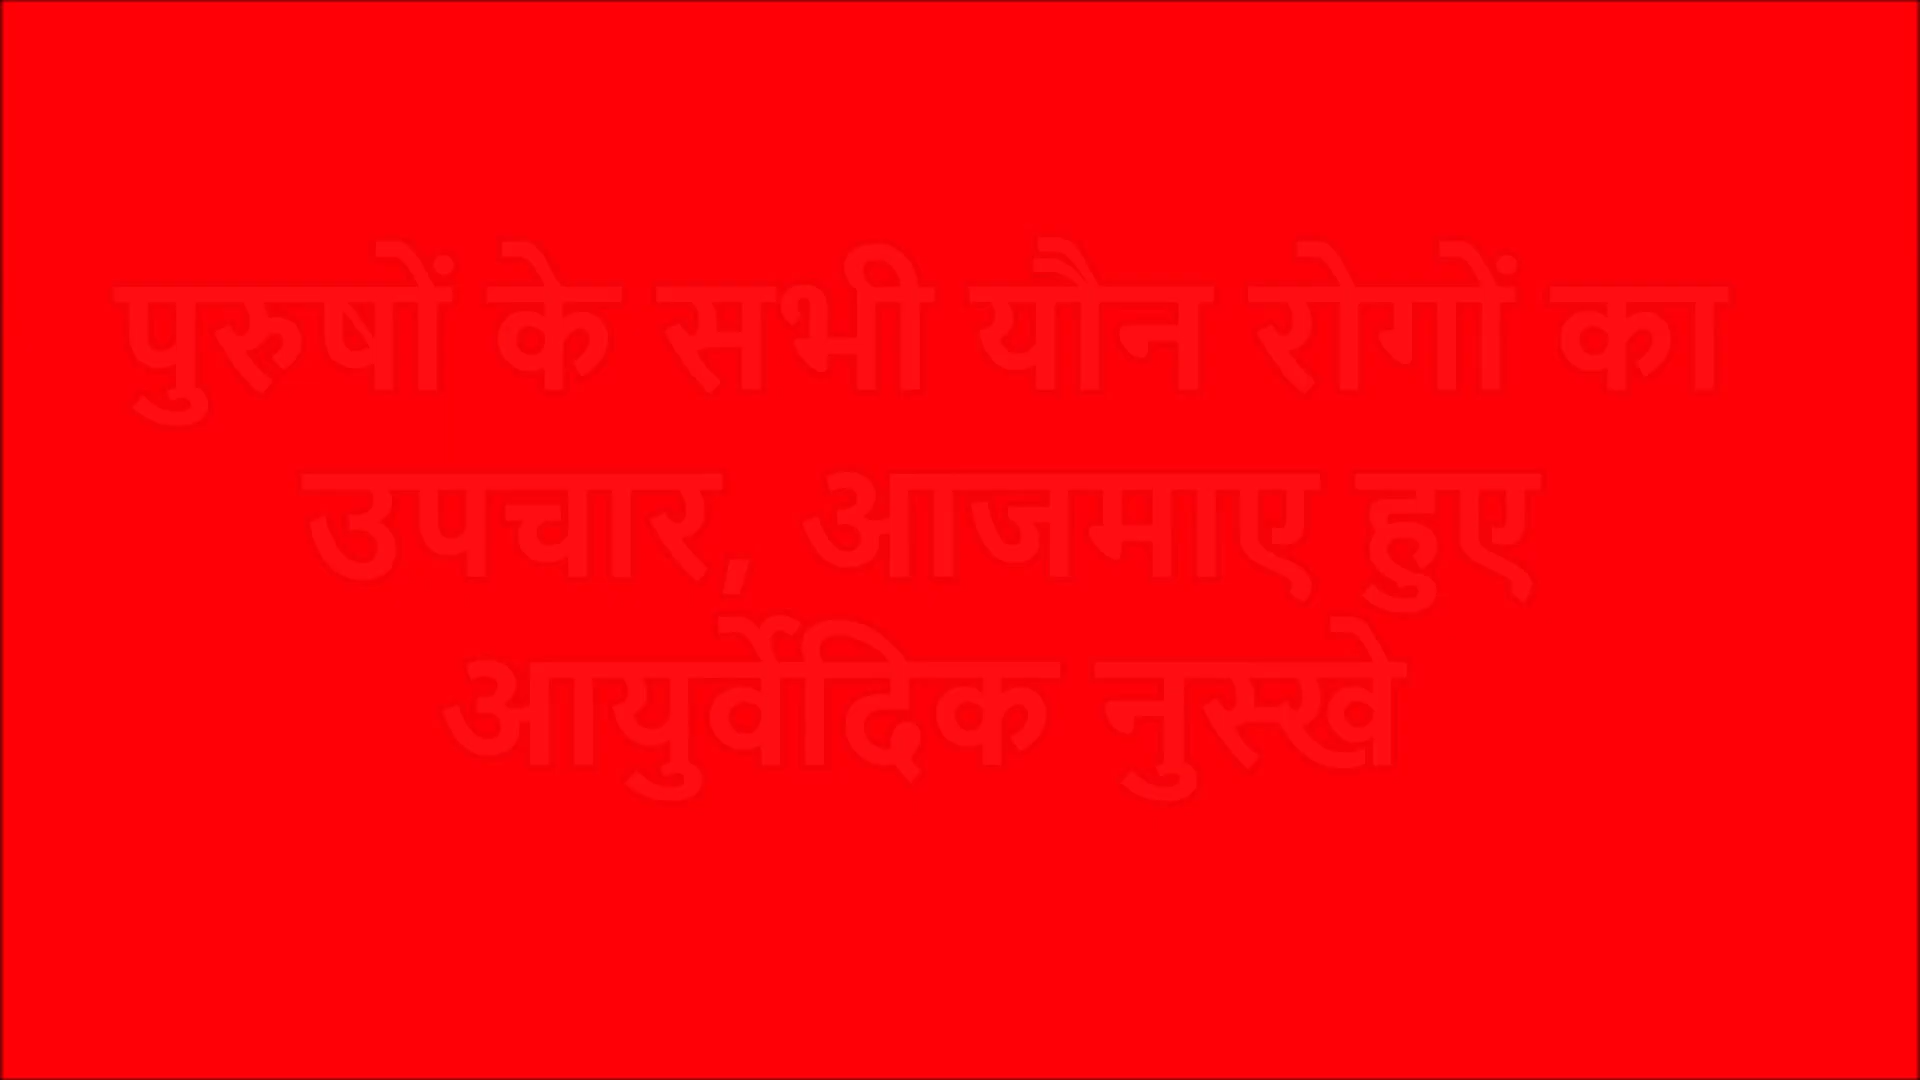 पुरुषों के सभी यौन रोगों का
उपचार, आजमाए हुए
आयुर्वेदिक नुस्खे